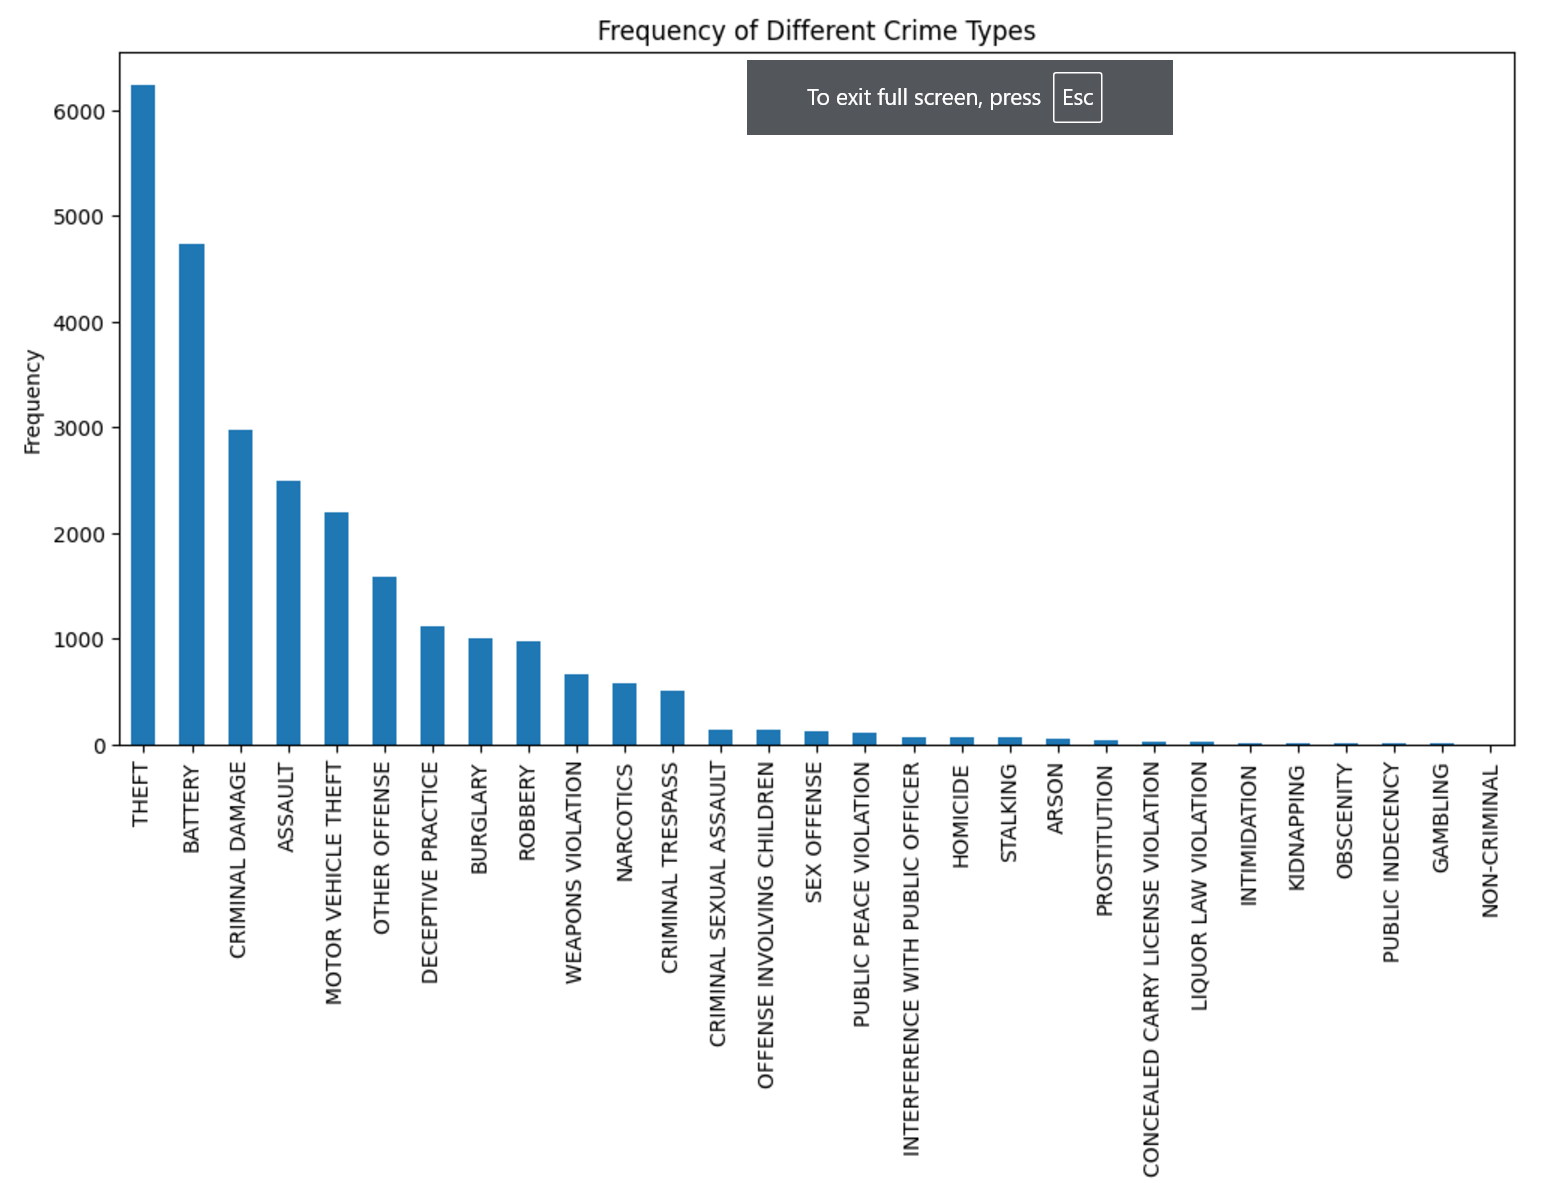 Frequency of Different Crime Types
To exit full screen, press Esc
Frequency
6000
5000
4000
3000
2000
1000
0
THEFT
BATTERY
CRIMINAL DAMAGE
ASSAULT
MOTOR VEHICLE THEFT
OTHER OFFENSE
DECEPTIVE PRACTICE
BURGLARY
ROBBERY
WEAPONS VIOLATION
NARCOTICS
CRIMINAL TRESPASS
CRIMINAL SEXUAL ASSAULT
OFFENSE INVOLVING CHILDREN
SEX OFFENSE
PUBLIC PEACE VIOLATION
INTERFERENCE WITH PUBLIC OFFICER
HOMICIDE
STALKING
ARSON
PROSTITUTION
CONCEALED CARRY LICENSE VIOLATION
LIQUOR LAW VIOLATION
INTIMIDATION
KIDNAPPING
OBSCENITY
PUBLIC INDECENCY
GAMBLING
NON-CRIMINAL